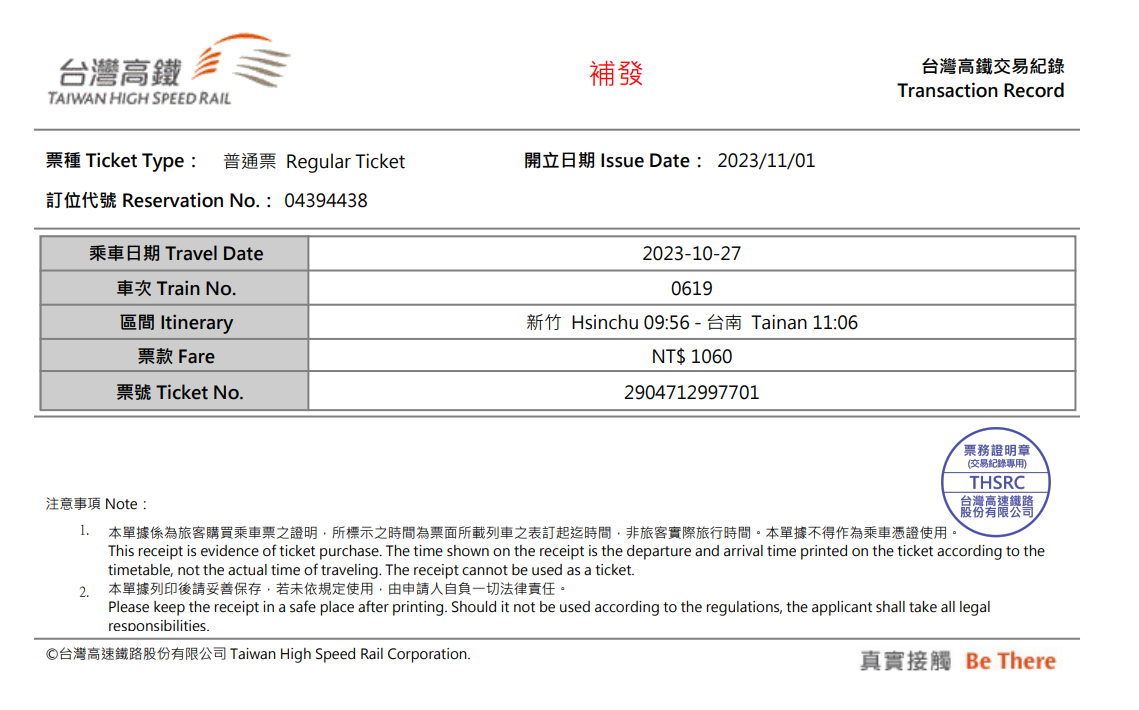 台灣高鐵
TAIWAN HIGH SPEED RAIL
補發
台灣高鐵交易紀錄
Transaction Record
票種 Ticket Type： 普通票 Regular Ticket
開立日期 Issue Date： 2023/11/01
訂位代號 Reservation No.： 04394438
乘車日期 Travel Date 2023-10-27
車次 Train No. 0619
區間 Itinerary 新竹 Hsinchu 09:56 - 台南 Tainan 11:06
票款 Fare NT$ 1060
票號 Ticket No. 2904712997701
票務證明章
(交易紀錄專用)
THSRC
台灣高速鐵路
股份有限公司
注意事項 Note：
1. 本單據係為旅客購買乘車票之證明，所標示之時間為票面所載列車之表訂起迄時間，非旅客實際旅行時間。本單據不得作為乘車憑證使用。
This receipt is evidence of ticket purchase. The time shown on the receipt is the departure and arrival time printed on the ticket according to the
timetable, not the actual time of traveling. The receipt cannot be used as a ticket.
2. 本單據列印後請妥善保存，若未依規定使用，由申請人自負一切法律責任。
Please keep the receipt in a safe place after printing. Should it not be used according to the regulations, the applicant shall take all legal
responsibilities.
©台灣高速鐵路股份有限公司 Taiwan High Speed Rail Corporation.
真實接觸 Be There